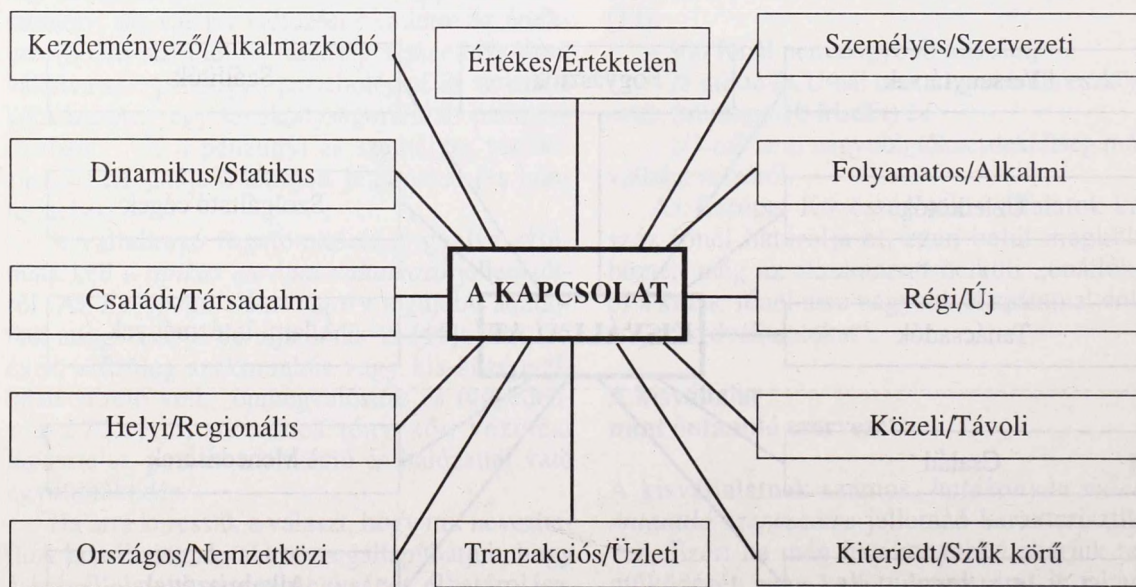 Kezdeményező/Alkalmazkodó
Értékes/Értéktelen
Személyes/Szervezeti
Dinamikus/Statikus
Folyamatos/Alkalmi
Családi/Társadalmi
A KAPCSOLAT
Régi/Új
Helyi/Regionális
Közeli/Távoli
Országos/Nemzetközi
Tranzakciós/Üzleti
Kiterjedt/Szűk körű